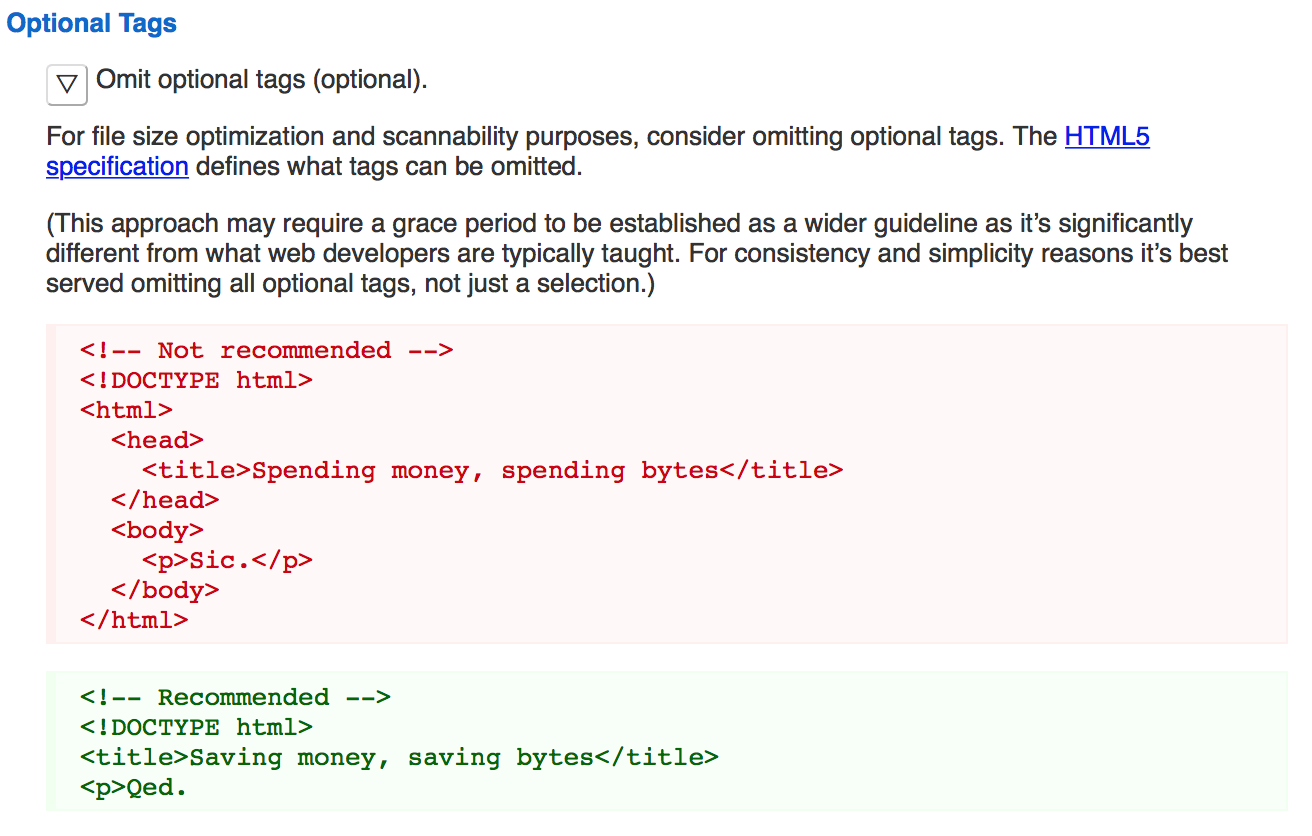 Optional Tags
▽ Omit optional tags (optional).
For file size optimization and scannability purposes, consider omitting optional tags. The HTML5
specification defines what tags can be omitted.
(This approach may require a grace period to be established as a wider guideline as it’s significantly
different from what web developers are typically taught. For consistency and simplicity reasons it’s best
served omitting all optional tags, not just a selection.)
<!-- Not recommended -->
<!DOCTYPE html>
<html>
  <head>
    <title>Spending money, spending bytes</title>
  </head>
  <body>
    <p>Sic.</p>
  </body>
</html>
<!-- Recommended -->
<!DOCTYPE html>
<title>Saving money, saving bytes</title>
<p>Qed.